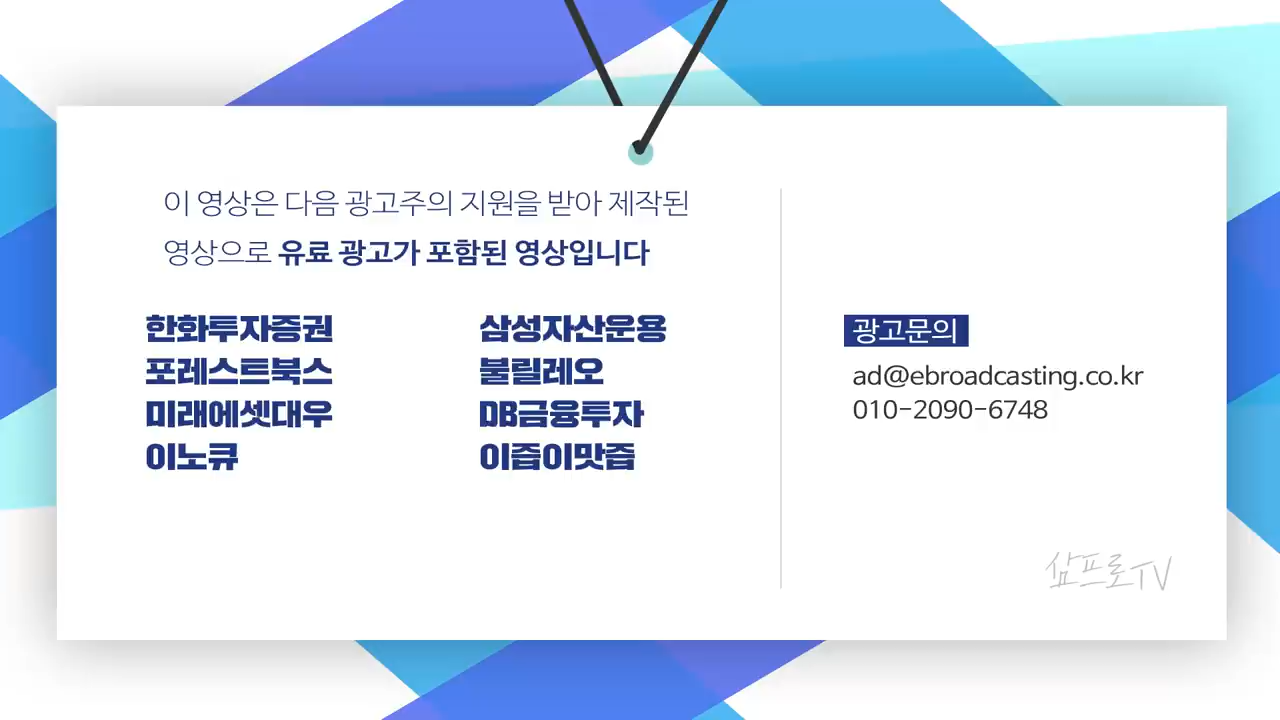 이 영상은 다음 광고주의 지원을 받아 제작된
영상으로 유료 광고가 포함된 영상입니다
한화투자증권
포레스트북스
미래에셋대우
이노큐
삼성자산운용
불릴레오
DB금융투자
이즙이맛즙
광고문의
ad@ebroadcasting.co.kr
010-2090-6748
삼프로TV